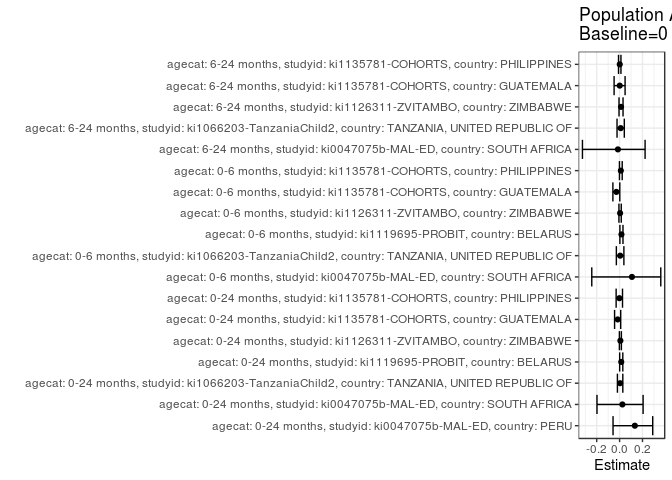 Population
Baseline=0
agecat: 6-24 months, studyid: ki1135781-COHORTS, country: PHILIPPINES
agecat: 6-24 months, studyid: ki1135781-COHORTS, country: GUATEMALA
agecat: 6-24 months, studyid: ki1126311-ZVITAMBO, country: ZIMBABWE
agecat: 6-24 months, studyid: ki1066203-TanzaniaChild2, country: TANZANIA, UNITED REPUBLIC OF
agecat: 6-24 months, studyid: ki0047075b-MAL-ED, country: SOUTH AFRICA
agecat: 0-6 months, studyid: ki1135781-COHORTS, country: PHILIPPINES
agecat: 0-6 months, studyid: ki1135781-COHORTS, country: GUATEMALA
agecat: 0-6 months, studyid: ki1126311-ZVITAMBO, country: ZIMBABWE
agecat: 0-6 months, studyid: ki1119695-PROBIT, country: BELARUS
agecat: 0-6 months, studyid: ki1066203-TanzaniaChild2, country: TANZANIA, UNITED REPUBLIC OF
agecat: 0-6 months, studyid: ki0047075b-MAL-ED, country: SOUTH AFRICA
agecat: 0-24 months, studyid: ki1135781-COHORTS, country: PHILIPPINES
agecat: 0-24 months, studyid: ki1135781-COHORTS, country: GUATEMALA
agecat: 0-24 months, studyid: ki1126311-ZVITAMBO, country: ZIMBABWE
agecat: 0-24 months, studyid: ki1119695-PROBIT, country: BELARUS
agecat: 0-24 months, studyid: ki1066203-TanzaniaChild2, country: TANZANIA, UNITED REPUBLIC OF
agecat: 0-24 months, studyid: ki0047075b-MAL-ED, country: SOUTH AFRICA
agecat: 0-24 months, studyid: ki0047075b-MAL-ED, country: PERU
-0.2 0.0 0.2
Estimate